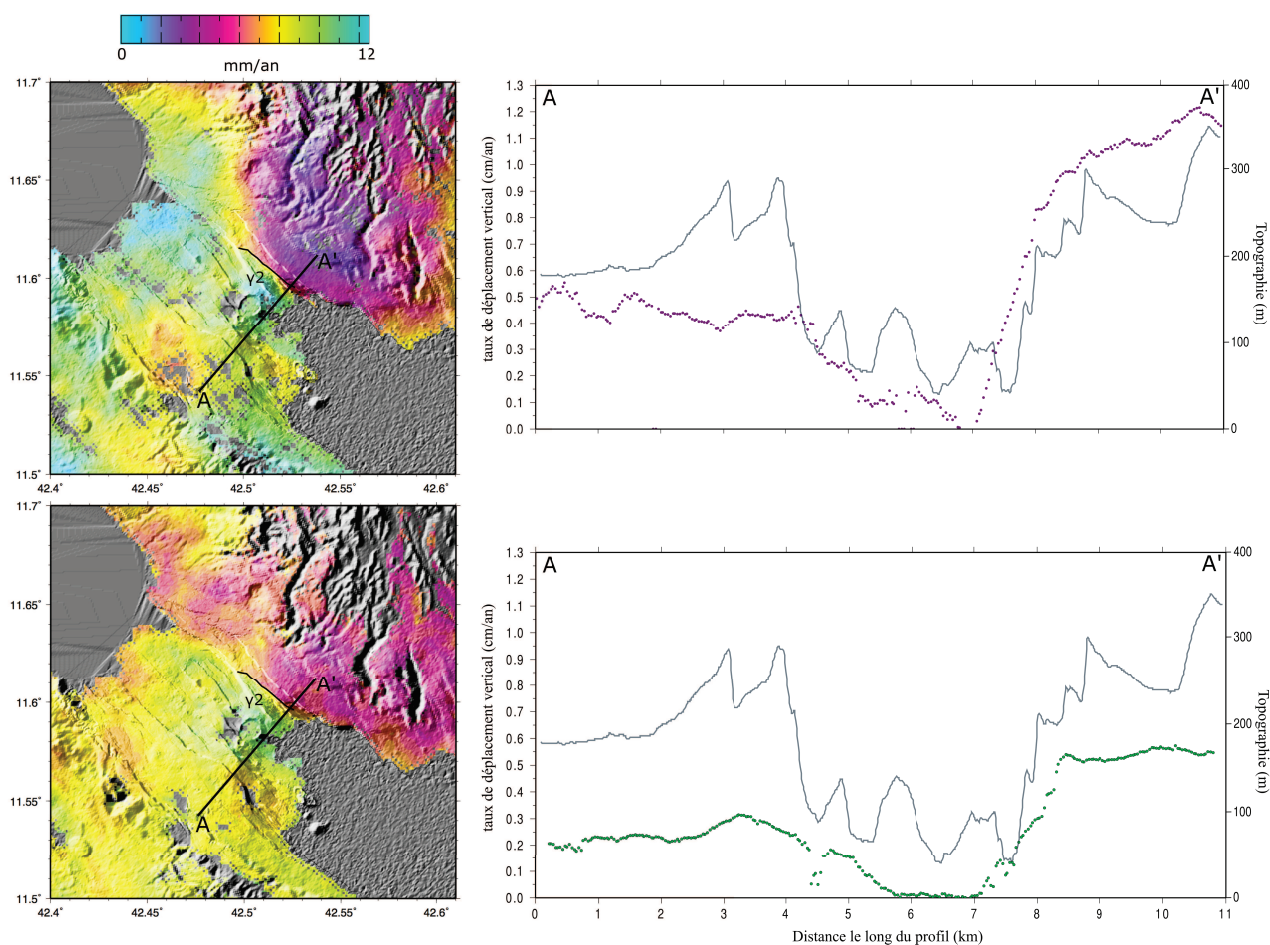 0 12
mm/an
11.7°
11.65°
11.6°
11.55°
11.5°
42.4° 42.45° 42.5° 42.55° 42.6°
γ2
A'
A
1.3
1.2
1.1
1.0
0.9
0.8
0.7
0.6
0.5
0.4
0.3
0.2
0.1
0.0
taux de déplacement vertical (cm/an)
A A'
400
300
200
100
0
Topographie (m)
11.7°
11.65°
11.6°
11.55°
11.5°
42.4° 42.45° 42.5° 42.55° 42.6°
γ2
A'
A
1.3
1.2
1.1
1.0
0.9
0.8
0.7
0.6
0.5
0.4
0.3
0.2
0.1
0.0
taux de déplacement vertical (cm/an)
A A'
400
300
200
100
0
Topographie (m)
0 1 2 3 4 5 6 7 8 9 10 11
Distance le long du profil (km)